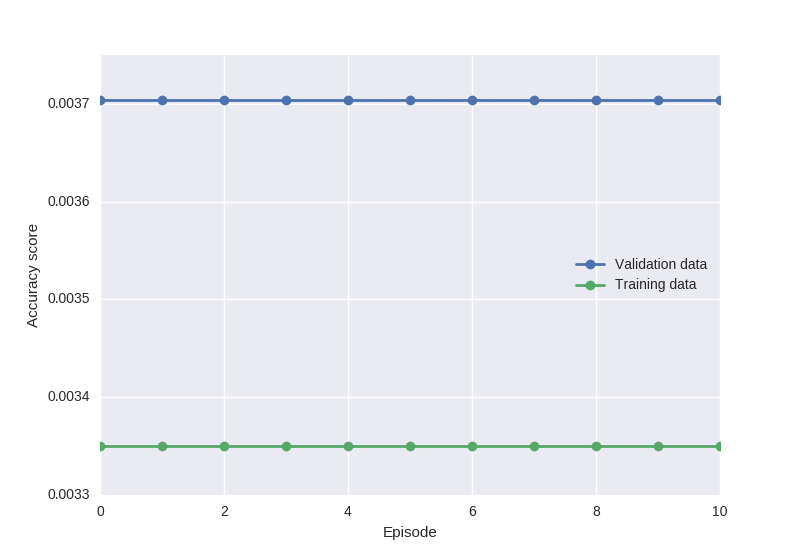 0.0037
0.0036
0.0035
0.0034
0.0033
Accuracy score
Validation data
Training data
0 2 4 6 8 10
Episode